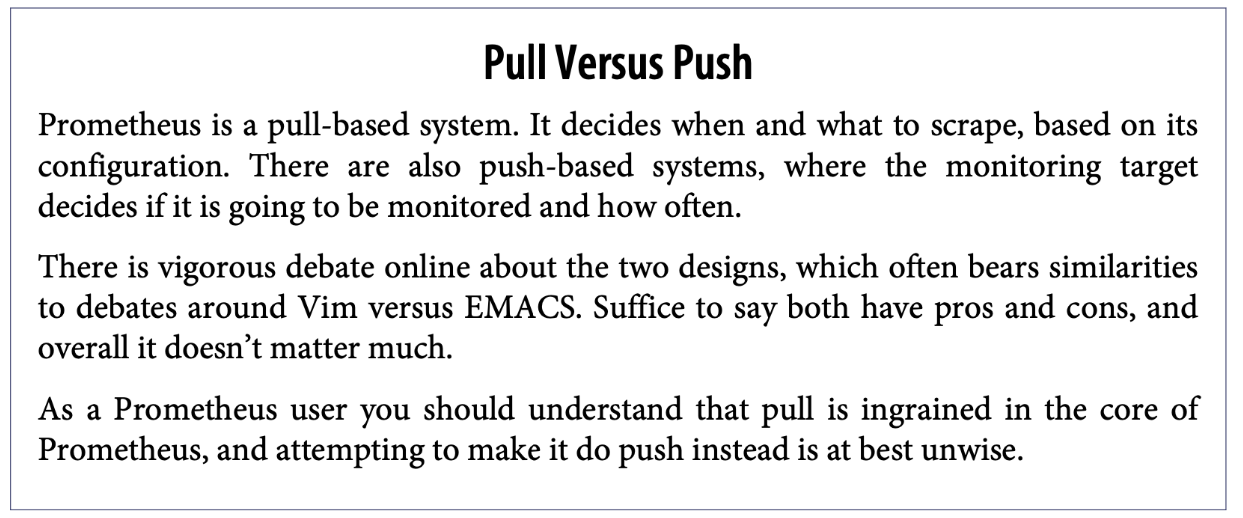 Pull Versus Push
Prometheus is a pull-based system. It decides when and what to scrape, based on its
configuration. There are also push-based systems, where the monitoring target
decides if it is going to be monitored and how often.
There is vigorous debate online about the two designs, which often bears similarities
to debates around Vim versus EMACS. Suffice to say both have pros and cons, and
overall it doesn’t matter much.
As a Prometheus user you should understand that pull is ingrained in the core of
Prometheus, and attempting to make it do push instead is at best unwise.